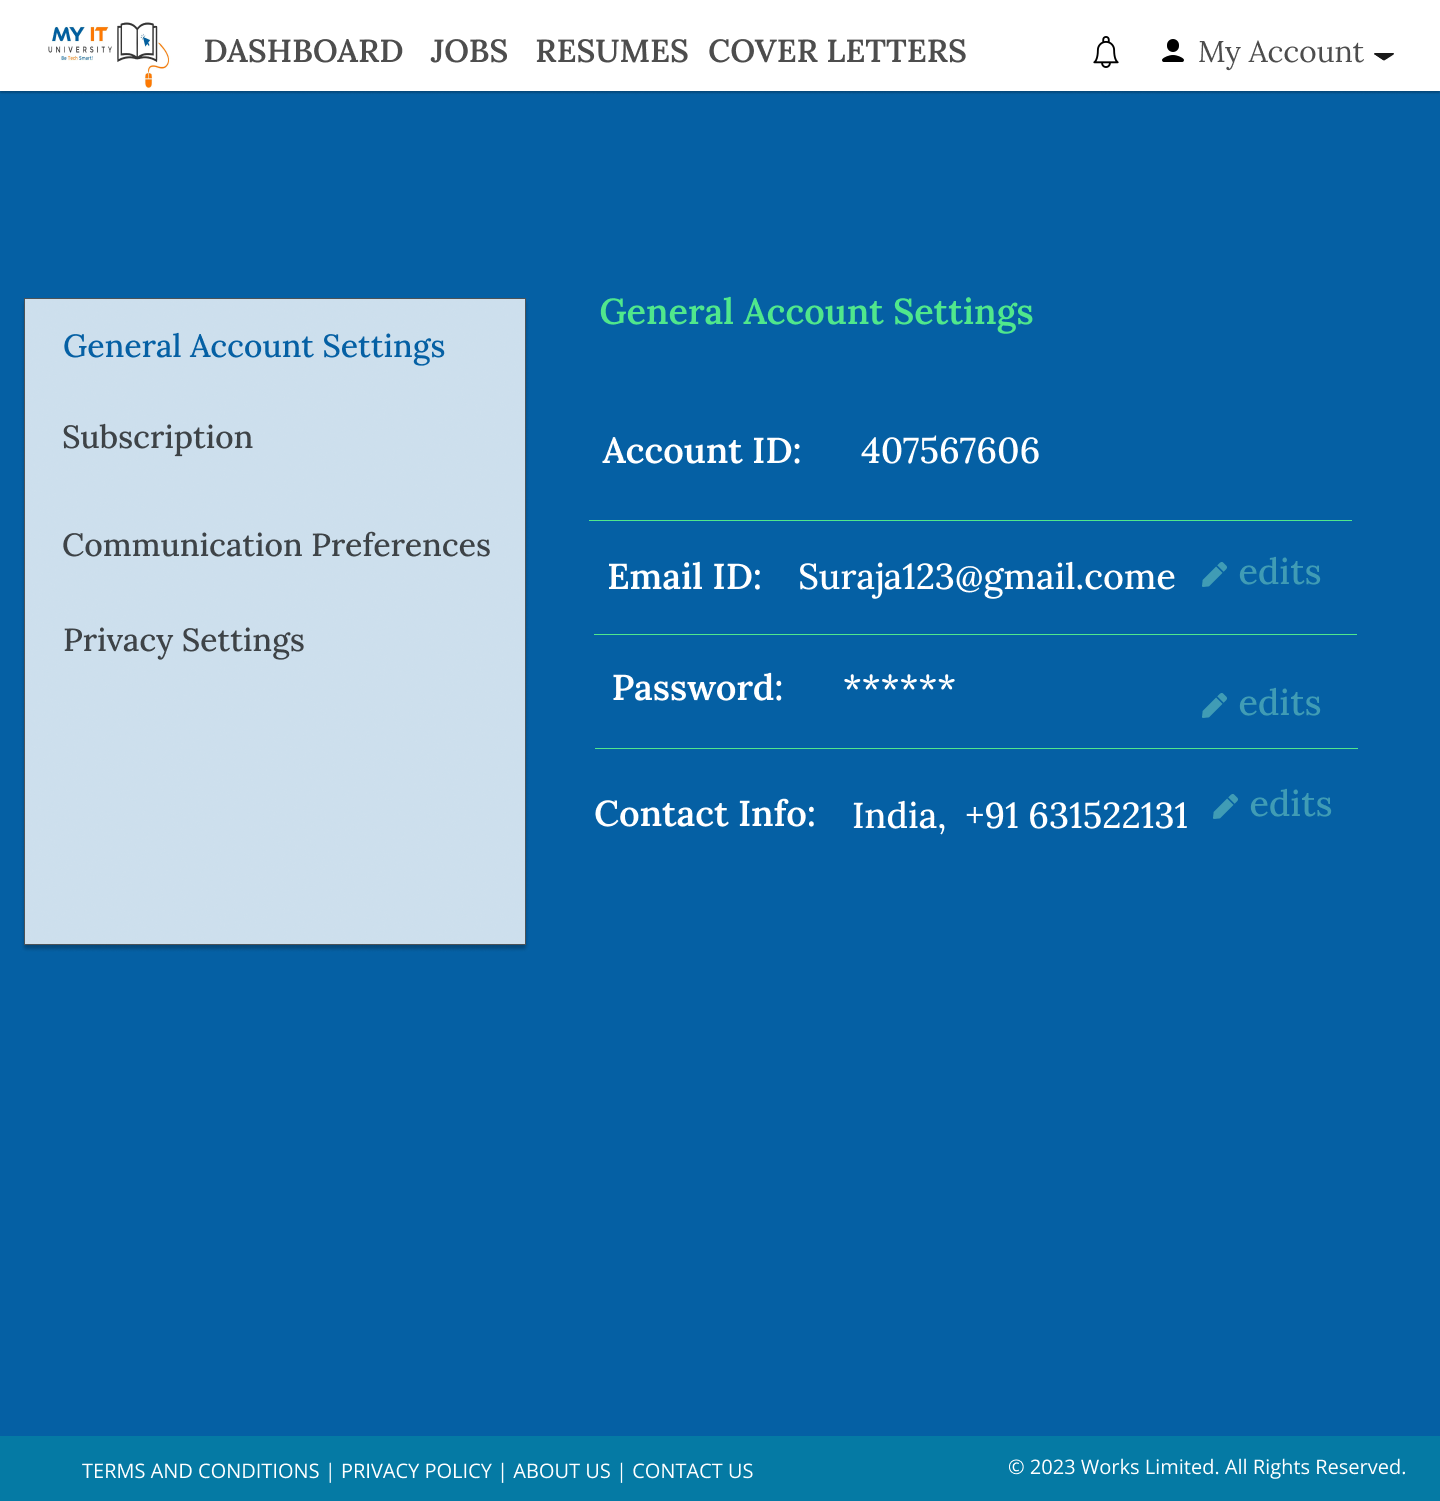 MY IT
UNIVERSITY
Be Tech Smart!
DASHBOARD JOBS RESUMES COVER LETTERS
My Account
General Account Settings
Subscription
Communication Preferences
Privacy Settings
General Account Settings
Account ID: 407567606
Email ID: Suraja123@gmail.come edits
Password: ****** edits
Contact Info: India, +91 631522131 edits
TERMS AND CONDITIONS | PRIVACY POLICY | ABOUT US | CONTACT US
© 2023 Works Limited. All Rights Reserved.